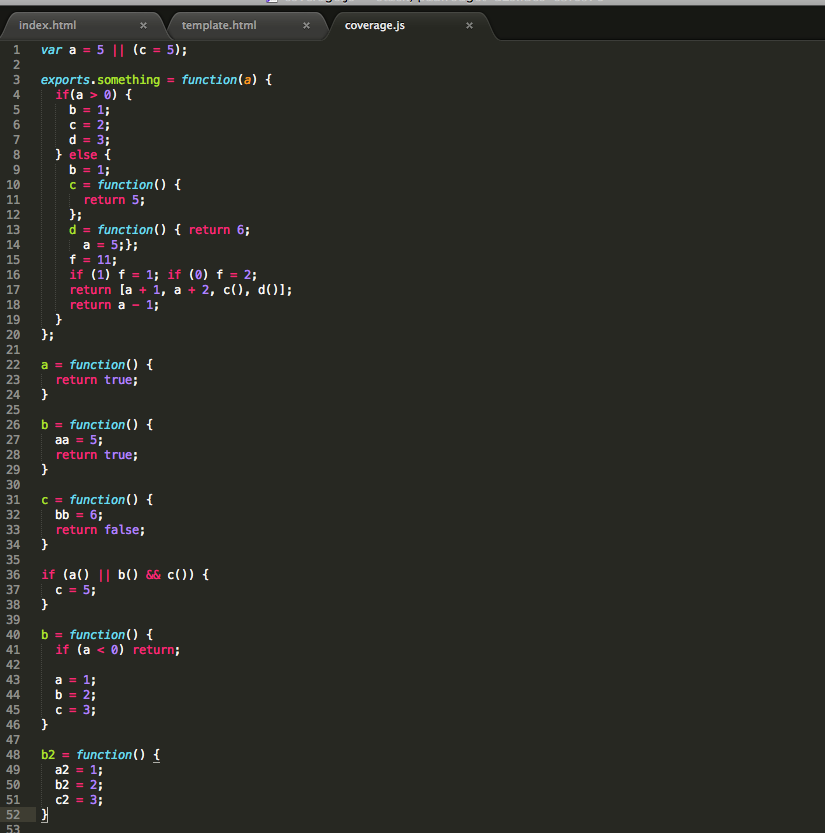 index.html × template.html × coverage.js ×
1 var a = 5 || (c = 5);
2
3 exports.something = function(a) {
4   if(a > 0) {
5     b = 1;
6     c = 2;
7     d = 3;
8   } else {
9     b = 1;
10     c = function() {
11       return 5;
12     };
13     d = function() { return 6;
14       a = 5;};
15     f = 11;
16     if (1) f = 1; if (0) f = 2;
17     return [a + 1, a + 2, c(), d()];
18     return a - 1;
19   }
20 };
21
22 a = function() {
23   return true;
24 }
25
26 b = function() {
27   aa = 5;
28   return true;
29 }
30
31 c = function() {
32   bb = 6;
33   return false;
34 }
35
36 if (a() || b() && c()) {
37   c = 5;
38 }
39
40 b = function() {
41   if (a < 0) return;
42
43   a = 1;
44   b = 2;
45   c = 3;
46 }
47
48 b2 = function() {
49   a2 = 1;
50   b2 = 2;
51   c2 = 3;
52 }
53